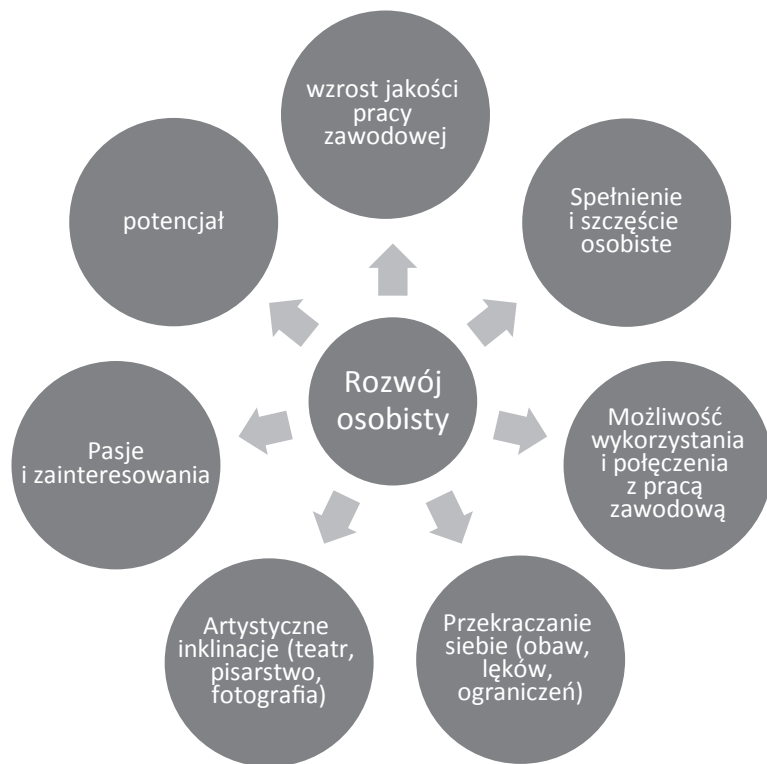 wzrost jakości
pracy
zawodowej
Spełnienie
i szczęście
osobiste
Możliwość
wykorzystania
i połączenia
z pracą
zawodową
Przekraczanie
siebie (obaw,
lęków,
ograniczeń)
Artystyczne
inklinacje (teatr,
pisarstwo,
fotografia)
Pasje
i zainteresowania
potencjał
Rozwój
osobisty